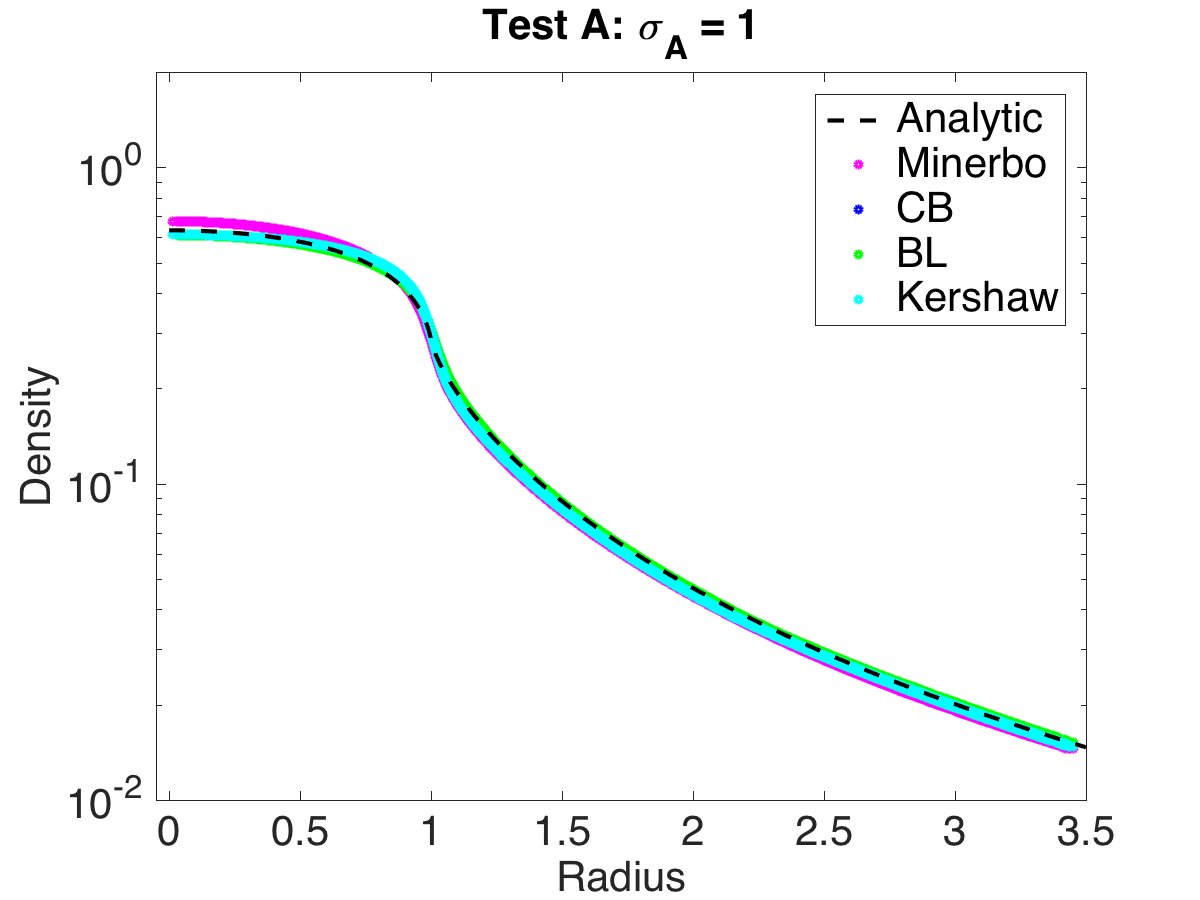 Test A: σ_A = 1
Analytic
Minerbo
CB
BL
Kershaw
Density
10^0
10^-1
10^-2
0 0.5 1 1.5 2 2.5 3 3.5
Radius